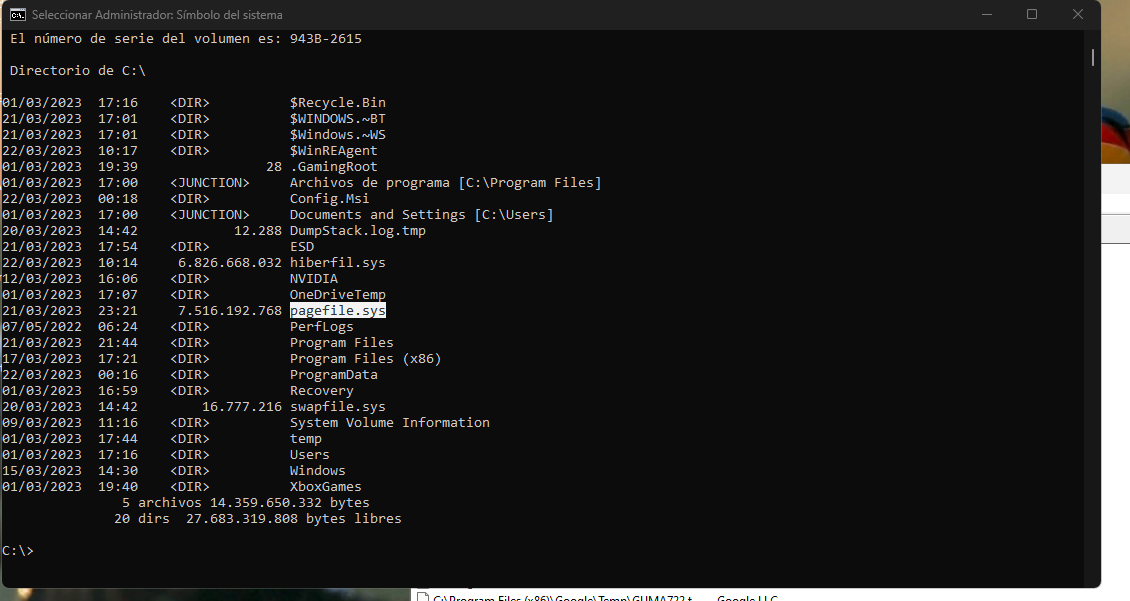 Seleccionar Administrador: Símbolo del sistema
El número de serie del volumen es: 943B-2615
Directorio de C:\
01/03/2023  17:16    <DIR>          $Recycle.Bin
21/03/2023  17:01    <DIR>          $WINDOWS.~BT
21/03/2023  17:01    <DIR>          $Windows.~WS
22/03/2023  10:17    <DIR>          $WinREAgent
01/03/2023  19:39                28 .GamingRoot
01/03/2023  17:00    <JUNCTION>     Archivos de programa [C:\Program Files]
22/03/2023  00:18    <DIR>          Config.Msi
01/03/2023  17:00    <JUNCTION>     Documents and Settings [C:\Users]
20/03/2023  14:42            12.288 DumpStack.log.tmp
21/03/2023  17:54    <DIR>          ESD
22/03/2023  10:14     6.826.668.032 hiberfil.sys
12/03/2023  16:06    <DIR>          NVIDIA
01/03/2023  17:07    <DIR>          OneDriveTemp
21/03/2023  23:21     7.516.192.768 pagefile.sys
07/05/2022  06:24    <DIR>          PerfLogs
21/03/2023  21:44    <DIR>          Program Files
17/03/2023  17:21    <DIR>          Program Files (x86)
22/03/2023  00:16    <DIR>          ProgramData
01/03/2023  16:59    <DIR>          Recovery
20/03/2023  14:42        16.777.216 swapfile.sys
09/03/2023  11:16    <DIR>          System Volume Information
01/03/2023  17:44    <DIR>          temp
01/03/2023  17:16    <DIR>          Users
15/03/2023  14:30    <DIR>          Windows
01/03/2023  19:40    <DIR>          XboxGames
5 archivos 14.359.650.332 bytes
20 dirs  27.683.319.808 bytes libres
C:\>
C:\Program Files (x86)\Google\Temp\GUMA722.t... Google LLC